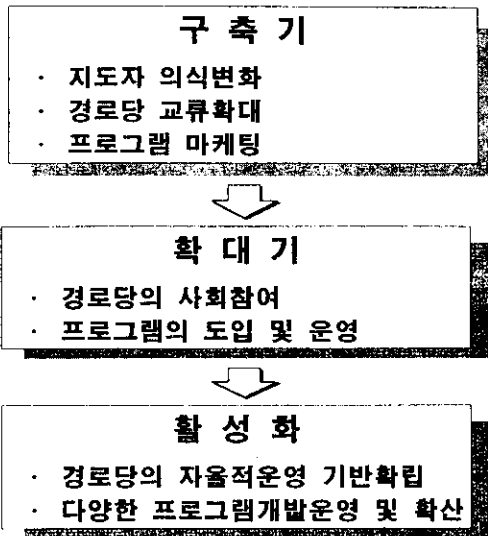 구 축 기
· 지도자 의식변화
· 경로당 교류확대
· 프로그램 마케팅
확 대 기
· 경로당의 사회참여
· 프로그램의 도입 및 운영
활 성 화
· 경로당의 자율적운영 기반확립
· 다양한 프로그램개발운영 및 확산